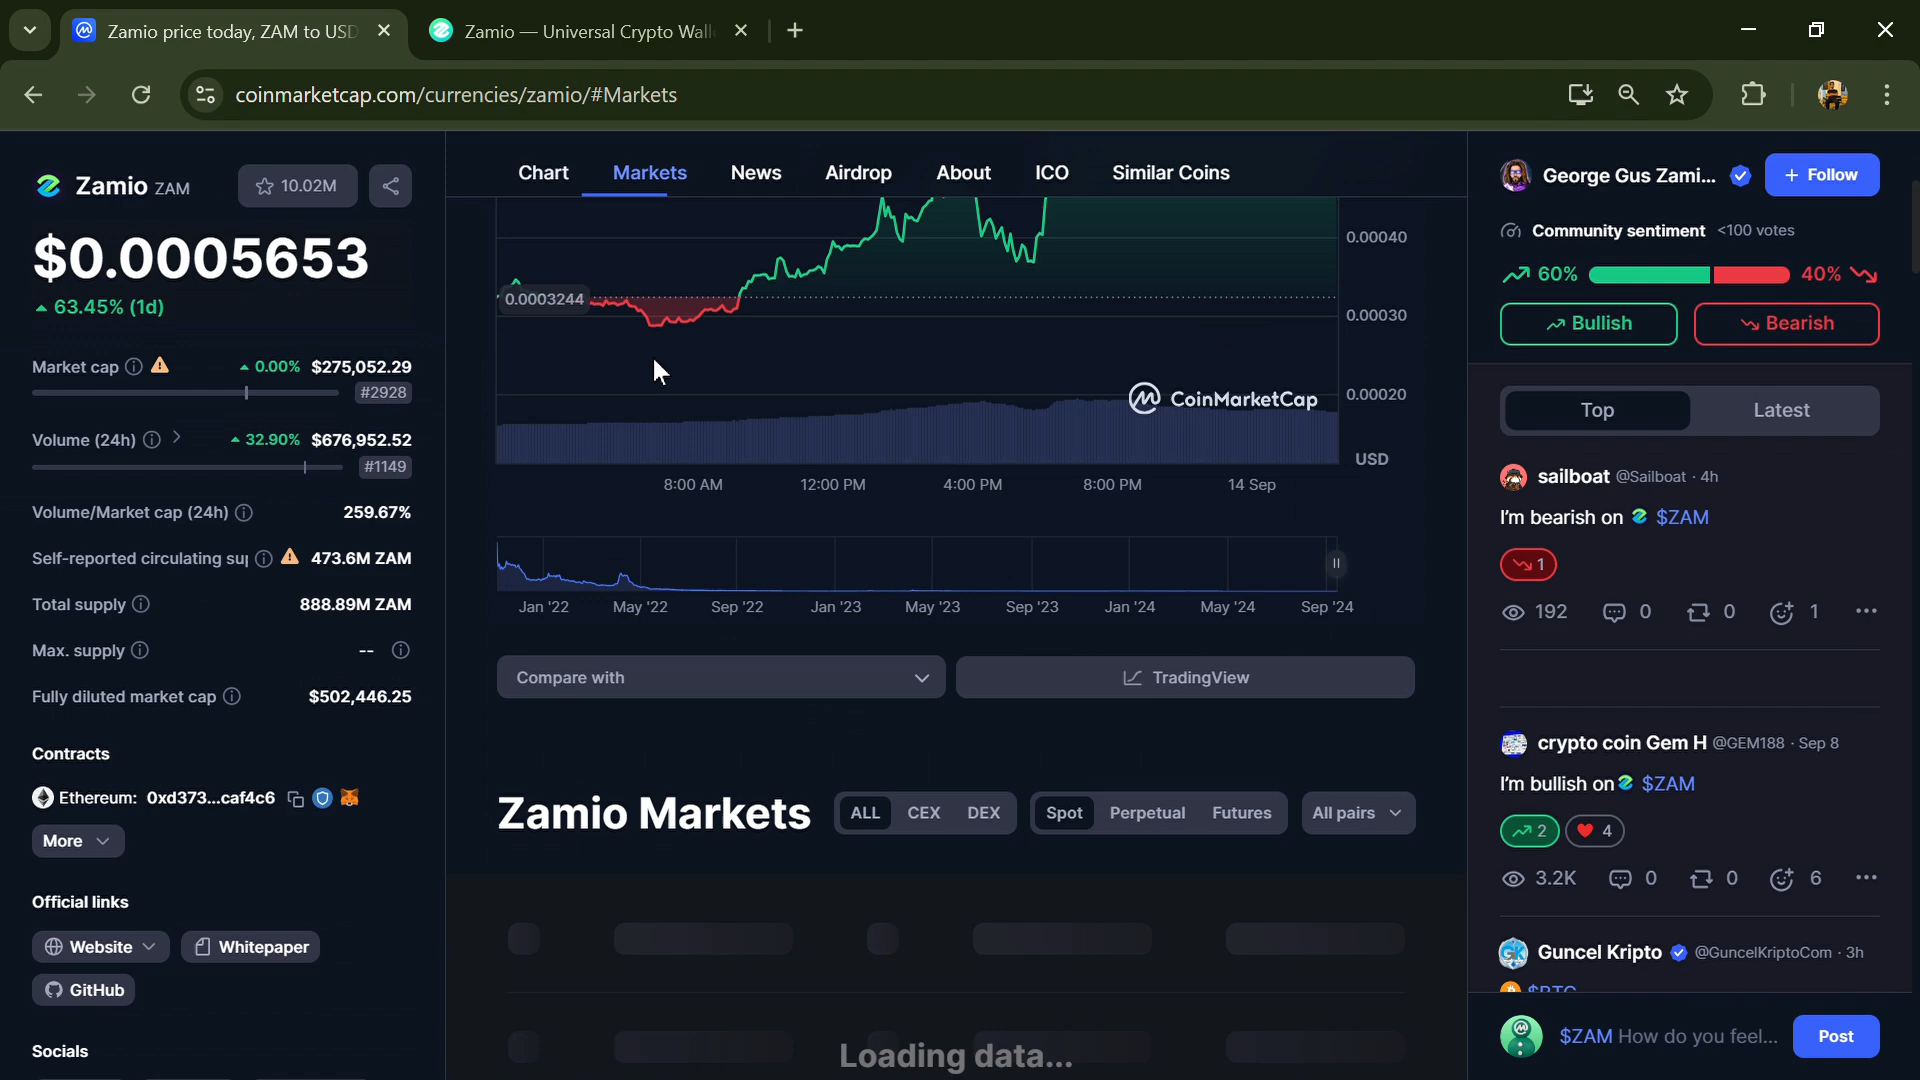 Zamio price today, ZAM to USD
Zamio — Universal Crypto Wall
coinmarketcap.com/currencies/zamio/#Markets
Zamio ZAM
10.02M
$0.0005653
63.45% (1d)
Market cap
0.00% $275,052.29
#2928
Volume (24h)
32.90% $676,952.52
#1149
Volume/Market cap (24h)
259.67%
Self-reported circulating su
473.6M ZAM
Total supply
888.89M ZAM
Max. supply
--
Fully diluted market cap
$502,446.25
Contracts
Ethereum: 0xd373...caf4c6
More
Official links
Website
Whitepaper
GitHub
Socials
Chart
Markets
News
Airdrop
About
ICO
Similar Coins
0.00040
0.0003244
0.00030
CoinMarketCap
0.00020
USD
8:00 AM
12:00 PM
4:00 PM
8:00 PM
14 Sep
Jan '22
May '22
Sep '22
Jan '23
May '23
Sep '23
Jan '24
May '24
Sep '24
Compare with
TradingView
Zamio Markets
ALL
CEX
DEX
Spot
Perpetual
Futures
All pairs
Loading data...
George Gus Zami...
+ Follow
Community sentiment <100 votes
60%
40%
Bullish
Bearish
Top
Latest
sailboat @Sailboat · 4h
I'm bearish on $ZAM
1
192
0
0
1
crypto coin Gem H @GEM188 · Sep 8
I'm bullish on $ZAM
2
4
3.2K
0
0
6
Guncel Kripto @GuncelKriptoCom · 3h
$BTC
$ZAM How do you feel...
Post